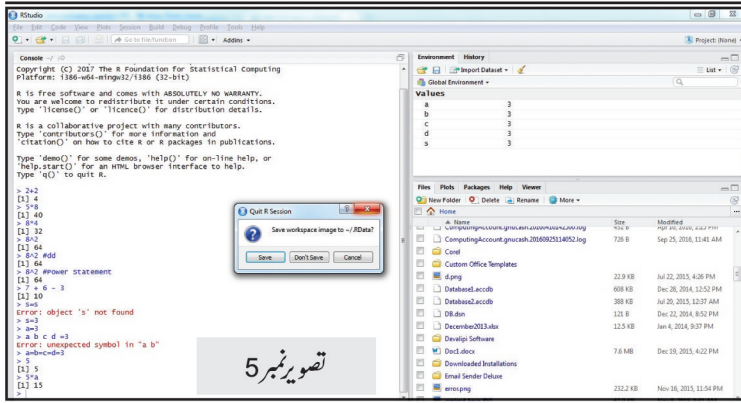 RStudio
File Edit Code View Plots Session Build Debug Profile Tools Help
Go to file/function Addins Project: (None)
Console ~/
Copyright (C) 2017 The R Foundation for Statistical Computing
Platform: i386-w64-mingw32/i386 (32-bit)
R is free software and comes with ABSOLUTELY NO WARRANTY.
You are welcome to redistribute it under certain conditions.
Type 'license()' or 'licence()' for distribution details.
R is a collaborative project with many contributors.
Type 'contributors()' for more information and
'citation()' on how to cite R or R packages in publications.
Type 'demo()' for some demos, 'help()' for on-line help, or
'help.start()' for an HTML browser interface to help.
Type 'q()' to quit R.
> 2+2
[1] 4
> 5*8
[1] 40
> 8*4
[1] 32
> 8^2
[1] 64
> 8^2 #dd
[1] 64
> 8^2 #Power Statement
[1] 64
> 7 + 6 - 3
[1] 10
> s=s
Error: object 's' not found
> s=3
> a=3
> a b c d =3
Error: unexpected symbol in "a b"
> a=b=c=d=3
> 5
[1] 5
> 5*a
[1] 15
>
Quit R Session
Save workspace image to ~/.RData?
Save Don't Save Cancel
تصویر نمبر 5
Environment History
Import Dataset List
Global Environment
Values
a 3
b 3
c 3
d 3
s 3
Files Plots Packages Help Viewer
New Folder Delete Rename More
Home
Name Size Modified
ComputingAccount.gnucash.20160925114052.log 726 B Sep 25, 2016, 11:41 AM
Corel
Custom Office Templates
d.png 22.9 KB Jul 22, 2015, 4:26 PM
Database1.accdb 608 KB Dec 28, 2014, 12:52 PM
Database2.accdb 388 KB Jul 20, 2015, 12:37 AM
DB.dsn 121 B Dec 22, 2014, 8:52 PM
December2013.xlsx 12.5 KB Jan 4, 2014, 9:37 PM
Davalipi Software
Doc1.docx 7.6 MB Dec 19, 2015, 4:22 PM
Downloaded Installations
Email Sender Deluxe
error.png 232.2 KB Nov 16, 2015, 11:54 PM